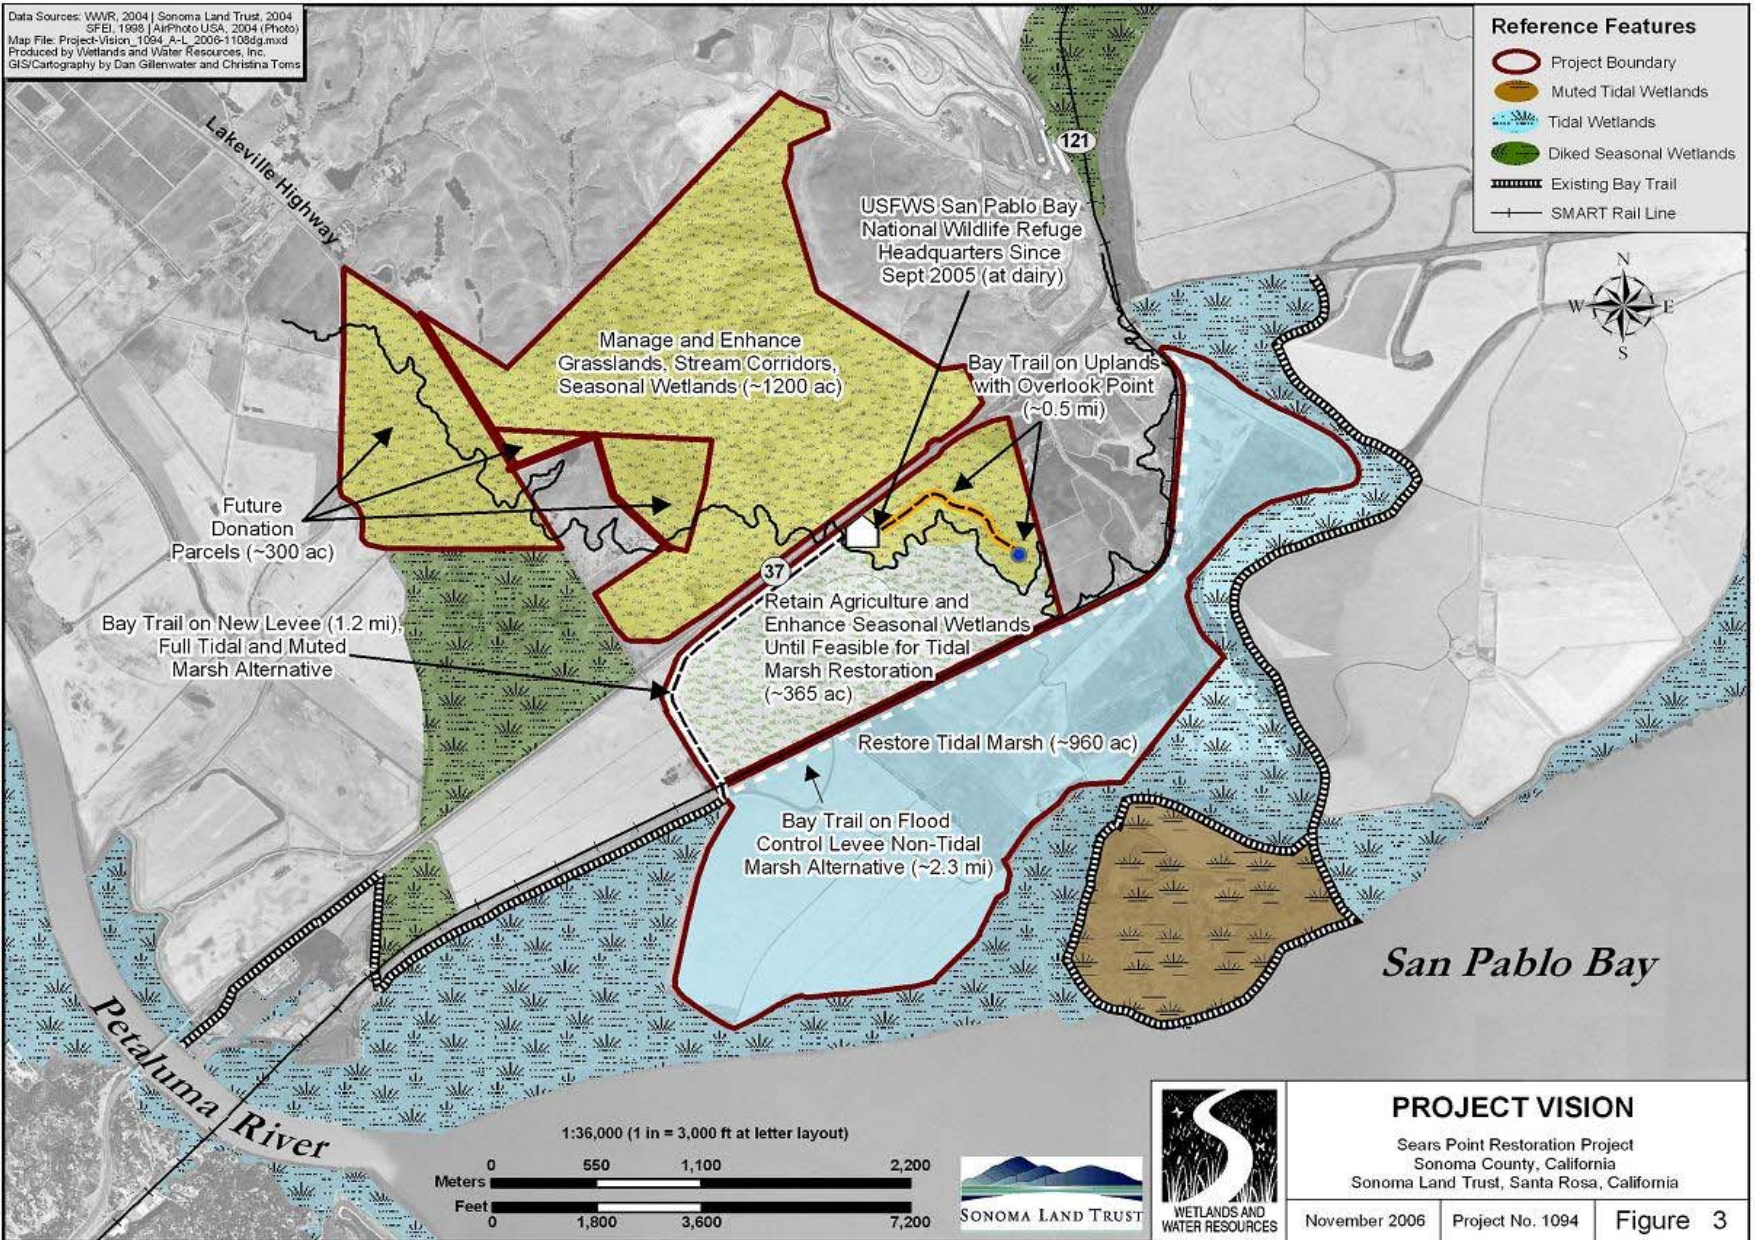 Data Sources: WWR, 2004 | Sonoma Land Trust, 2004
SFEI, 1998 | AirPhoto USA, 2004 (Photo)
Map File: Project-Vision_1094_A-L_2006-1108dg.mxd
Produced by Wetlands and Water Resources, Inc.
GIS/Cartography by Dan Gillenwater and Christina Toms
Reference Features
Project Boundary
Muted Tidal Wetlands
Tidal Wetlands
Diked Seasonal Wetlands
Existing Bay Trail
SMART Rail Line
N
W E
S
Lakeville Highway
121
USFWS San Pablo Bay
National Wildlife Refuge
Headquarters Since
Sept 2005 (at dairy)
Manage and Enhance
Grasslands, Stream Corridors,
Seasonal Wetlands (~1200 ac)
Bay Trail on Uplands
with Overlook Point
(~0.5 mi)
Future
Donation
Parcels (~300 ac)
37
Bay Trail on New Levee (1.2 mi),
Full Tidal and Muted
Marsh Alternative
Retain Agriculture and
Enhance Seasonal Wetlands
Until Feasible for Tidal
Marsh Restoration
(~365 ac)
Restore Tidal Marsh (~960 ac)
Bay Trail on Flood
Control Levee Non-Tidal
Marsh Alternative (~2.3 mi)
San Pablo Bay
Petaluma River
1:36,000 (1 in = 3,000 ft at letter layout)
0 550 1,100 2,200
Meters
Feet
0 1,800 3,600 7,200
SONOMA LAND TRUST
WETLANDS AND
WATER RESOURCES
PROJECT VISION
Sears Point Restoration Project
Sonoma County, California
Sonoma Land Trust, Santa Rosa, California
November 2006
Project No. 1094
Figure 3